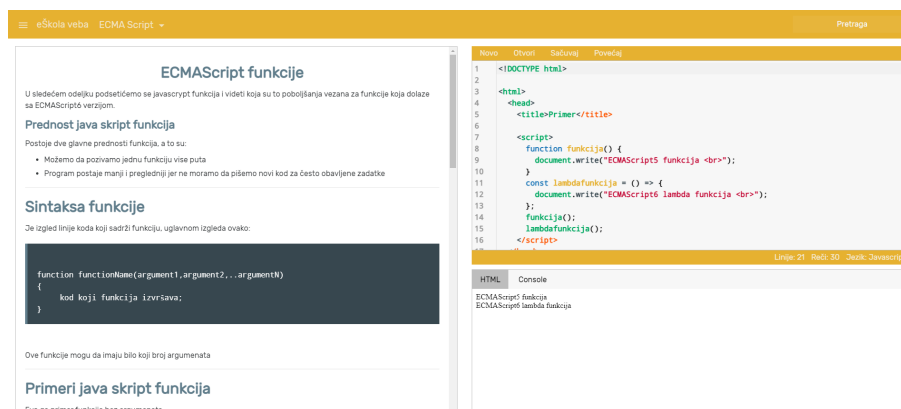 eŠkola veba ECMA Script
Pretraga
ECMAScript funkcije
U sledećem odeljku podsetićemo se javascrypt funkcija i videti koja su to poboljšanja vezana za funkcije koja dolaze
sa ECMAScript6 verzijom.
Prednost java skript funkcija
Postoje dve glavne prednosti funkcija, a to su:
• Možemo da pozivamo jednu funkciju vise puta
• Program postaje manji i pregledniji jer ne moramo da pišemo novi kod za često obavljene zadatke
Sintaksa funkcije
Je izgled linije koda koji sadrži funkciju, uglavnom izgleda ovako:
function functionName(argument1,argument2,..argumentN)
{
kod koji funkcija izvršava;
}
Ove funkcije mogu da imaju bilo koji broj argumenata
Primeri java skript funkcija
Novo Otvori Sačuvaj Povećaj
1 <!DOCTYPE html>
2
3 <html>
4 <head>
5 <title>Primer</title>
6
7 <script>
8 function funkcija() {
9 document.write("ECMAScript5 funkcija <br>");
10 }
11 const lambdafunkcija = () => {
12 document.write("ECMAScript6 lambda funkcija <br>");
13 };
14 funkcija();
15 lambdafunkcija();
16 </script>
Linije: 21 Reči: 30 Jezik: Javascrip
HTML Console
ECMAScript5 funkcija
ECMAScript6 lambda funkcija